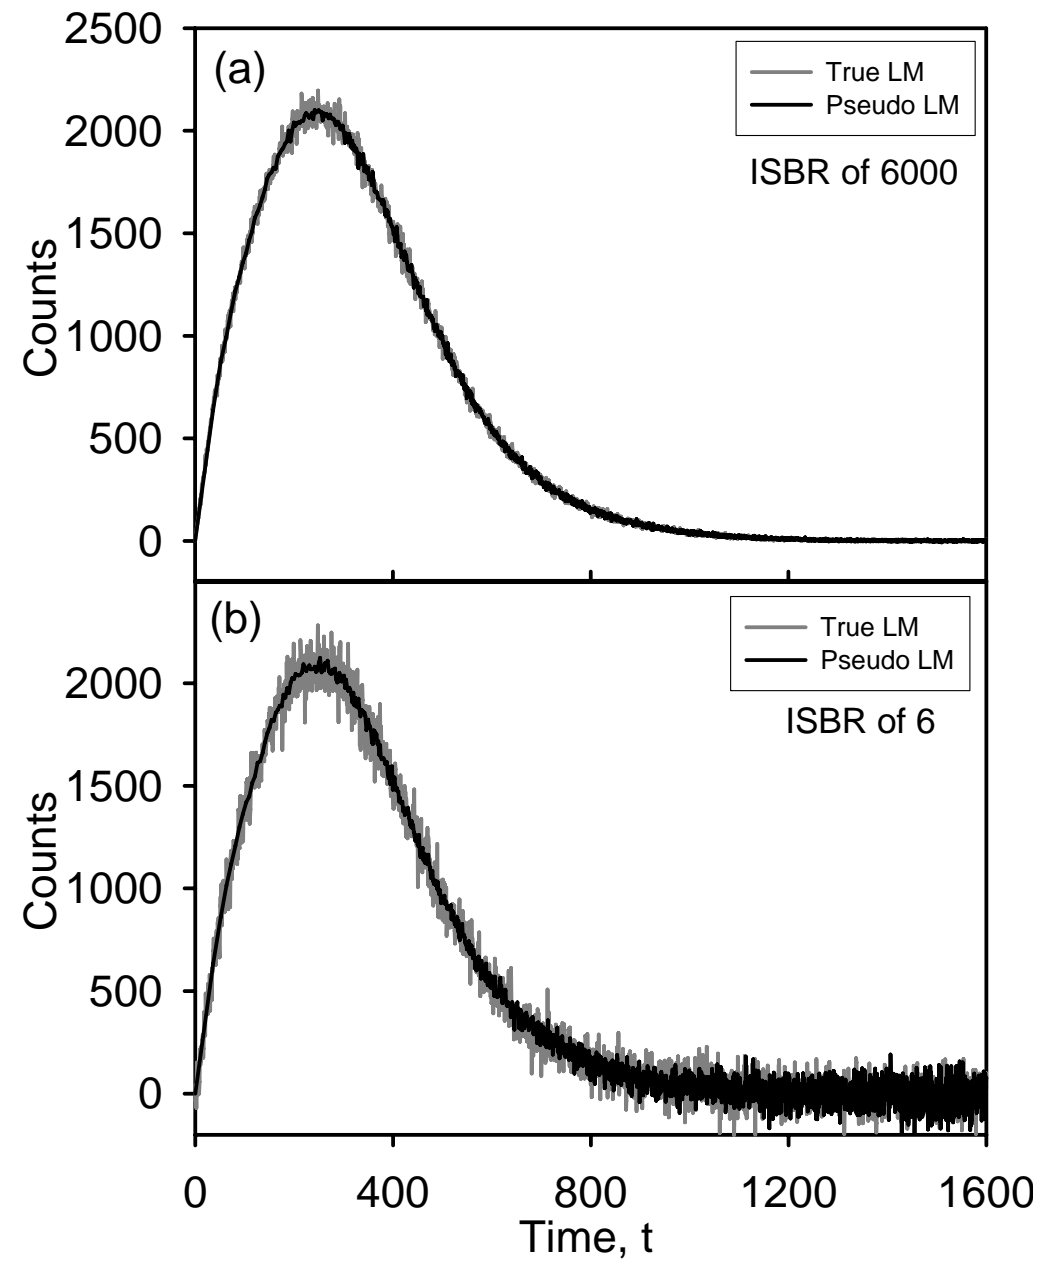 2500
2000
1500
1000
500
0
Counts
(a)
True LM
Pseudo LM
ISBR of 6000
2000
1500
1000
500
0
Counts
(b)
True LM
Pseudo LM
ISBR of 6
0 400 800 1200 1600
Time, t